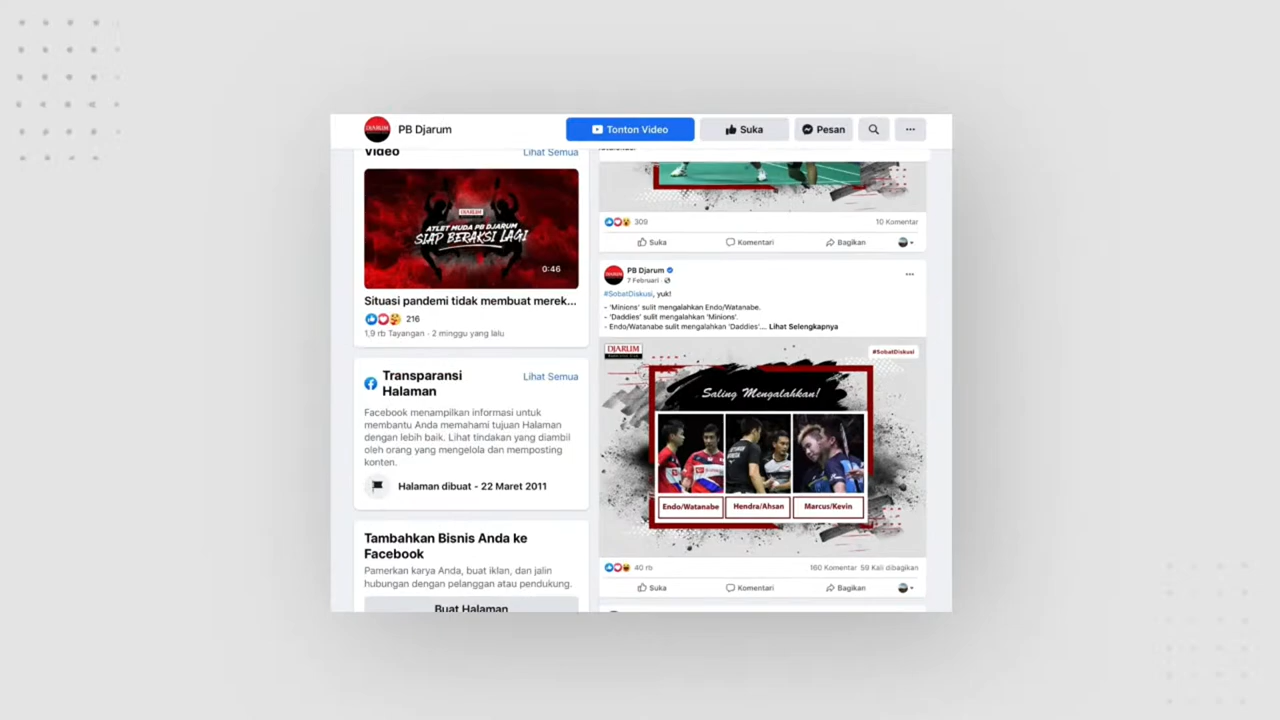 DJARUM
PB Djarum
Tonton Video
Suka
Pesan
Video
Lihat Semua
DJARUM
ATLET MUDA PB DJARUM
SIAP BERAKSI LAGI
0:46
Situasi pandemi tidak membuat merek...
216
1,9 rb Tayangan · 2 minggu yang lalu
Transparansi
Halaman
Lihat Semua
Facebook menampilkan informasi untuk
membantu Anda memahami tujuan Halaman
dengan lebih baik. Lihat tindakan yang diambil
oleh orang yang mengelola dan memposting
konten.
Halaman dibuat - 22 Maret 2011
Tambahkan Bisnis Anda ke
Facebook
Pamerkan karya Anda, buat iklan, dan jalin
hubungan dengan pelanggan atau pendukung.
Buat Halaman
309
10 Komentar
Suka
Komentari
Bagikan
DJARUM
PB Djarum
7 Februari ·
#SobatDiskusi, yuk!
- 'Minions' sulit mengalahkan Endo/Watanabe.
- 'Daddies' sulit mengalahkan 'Minions'.
- Endo/Watanabe sulit mengalahkan 'Daddies'.... Lihat Selengkapnya
DJARUM
#SobatDiskusi
Saling Mengalahkan!
Endo/Watanabe
Hendra/Ahsan
Marcus/Kevin
40 rb
160 Komentar 59 Kali dibagikan
Suka
Komentari
Bagikan